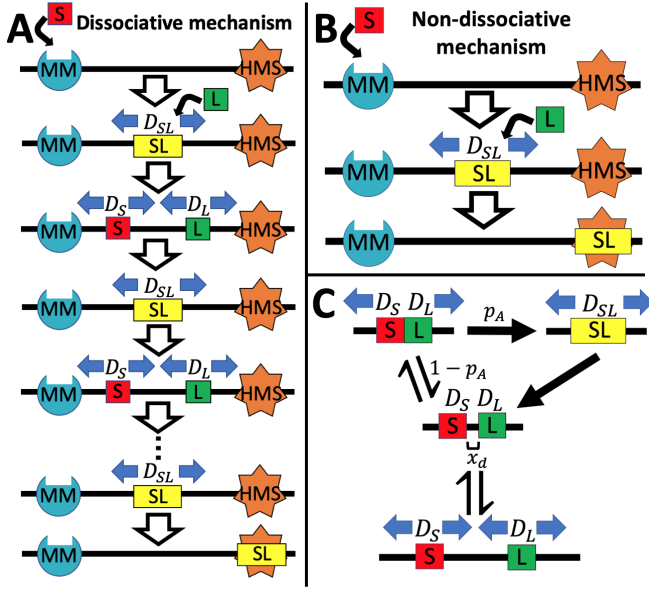 A
S
Dissociative mechanism
MM
HMS
L
D_SL
MM
SL
HMS
D_S
D_L
MM
S
L
HMS
D_SL
MM
SL
HMS
D_S
D_L
MM
S
L
HMS
D_SL
MM
SL
HMS
MM
SL
B
S
Non-dissociative
mechanism
MM
HMS
L
D_SL
MM
SL
HMS
MM
SL
C
D_S D_L
p_A
D_SL
S L
SL
1 − p_A
D_S D_L
S
L
x_d
D_S
D_L
S
L